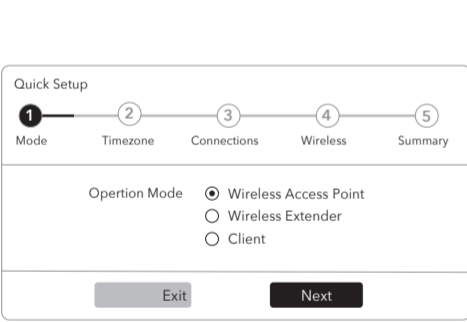 Quick Setup
1 2 3 4 5
Mode Timezone Connections Wireless Summary
Opertion Mode Wireless Access Point
Wireless Extender
Client
Exit Next